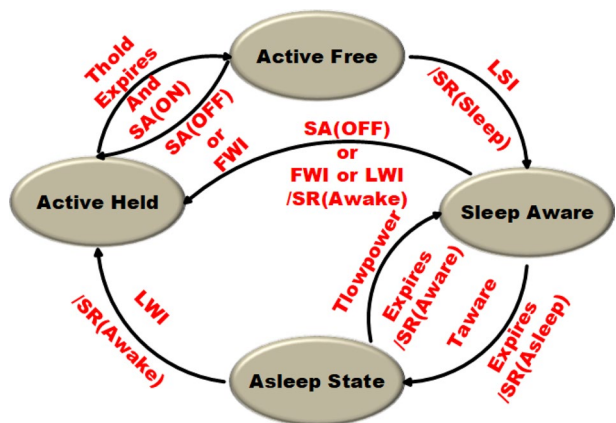 Active Free
Thold
Expires
And
SA(ON)
SA(OFF)
or
FWI
LSI
/SR(Sleep)
SA(OFF)
or
FWI or LWI
/SR(Awake)
Active Held
Sleep Aware
Tlowpower
Expires
/SR(Aware)
Taware
Expires
/SR(Asleep)
LWI
/SR(Awake)
Asleep State